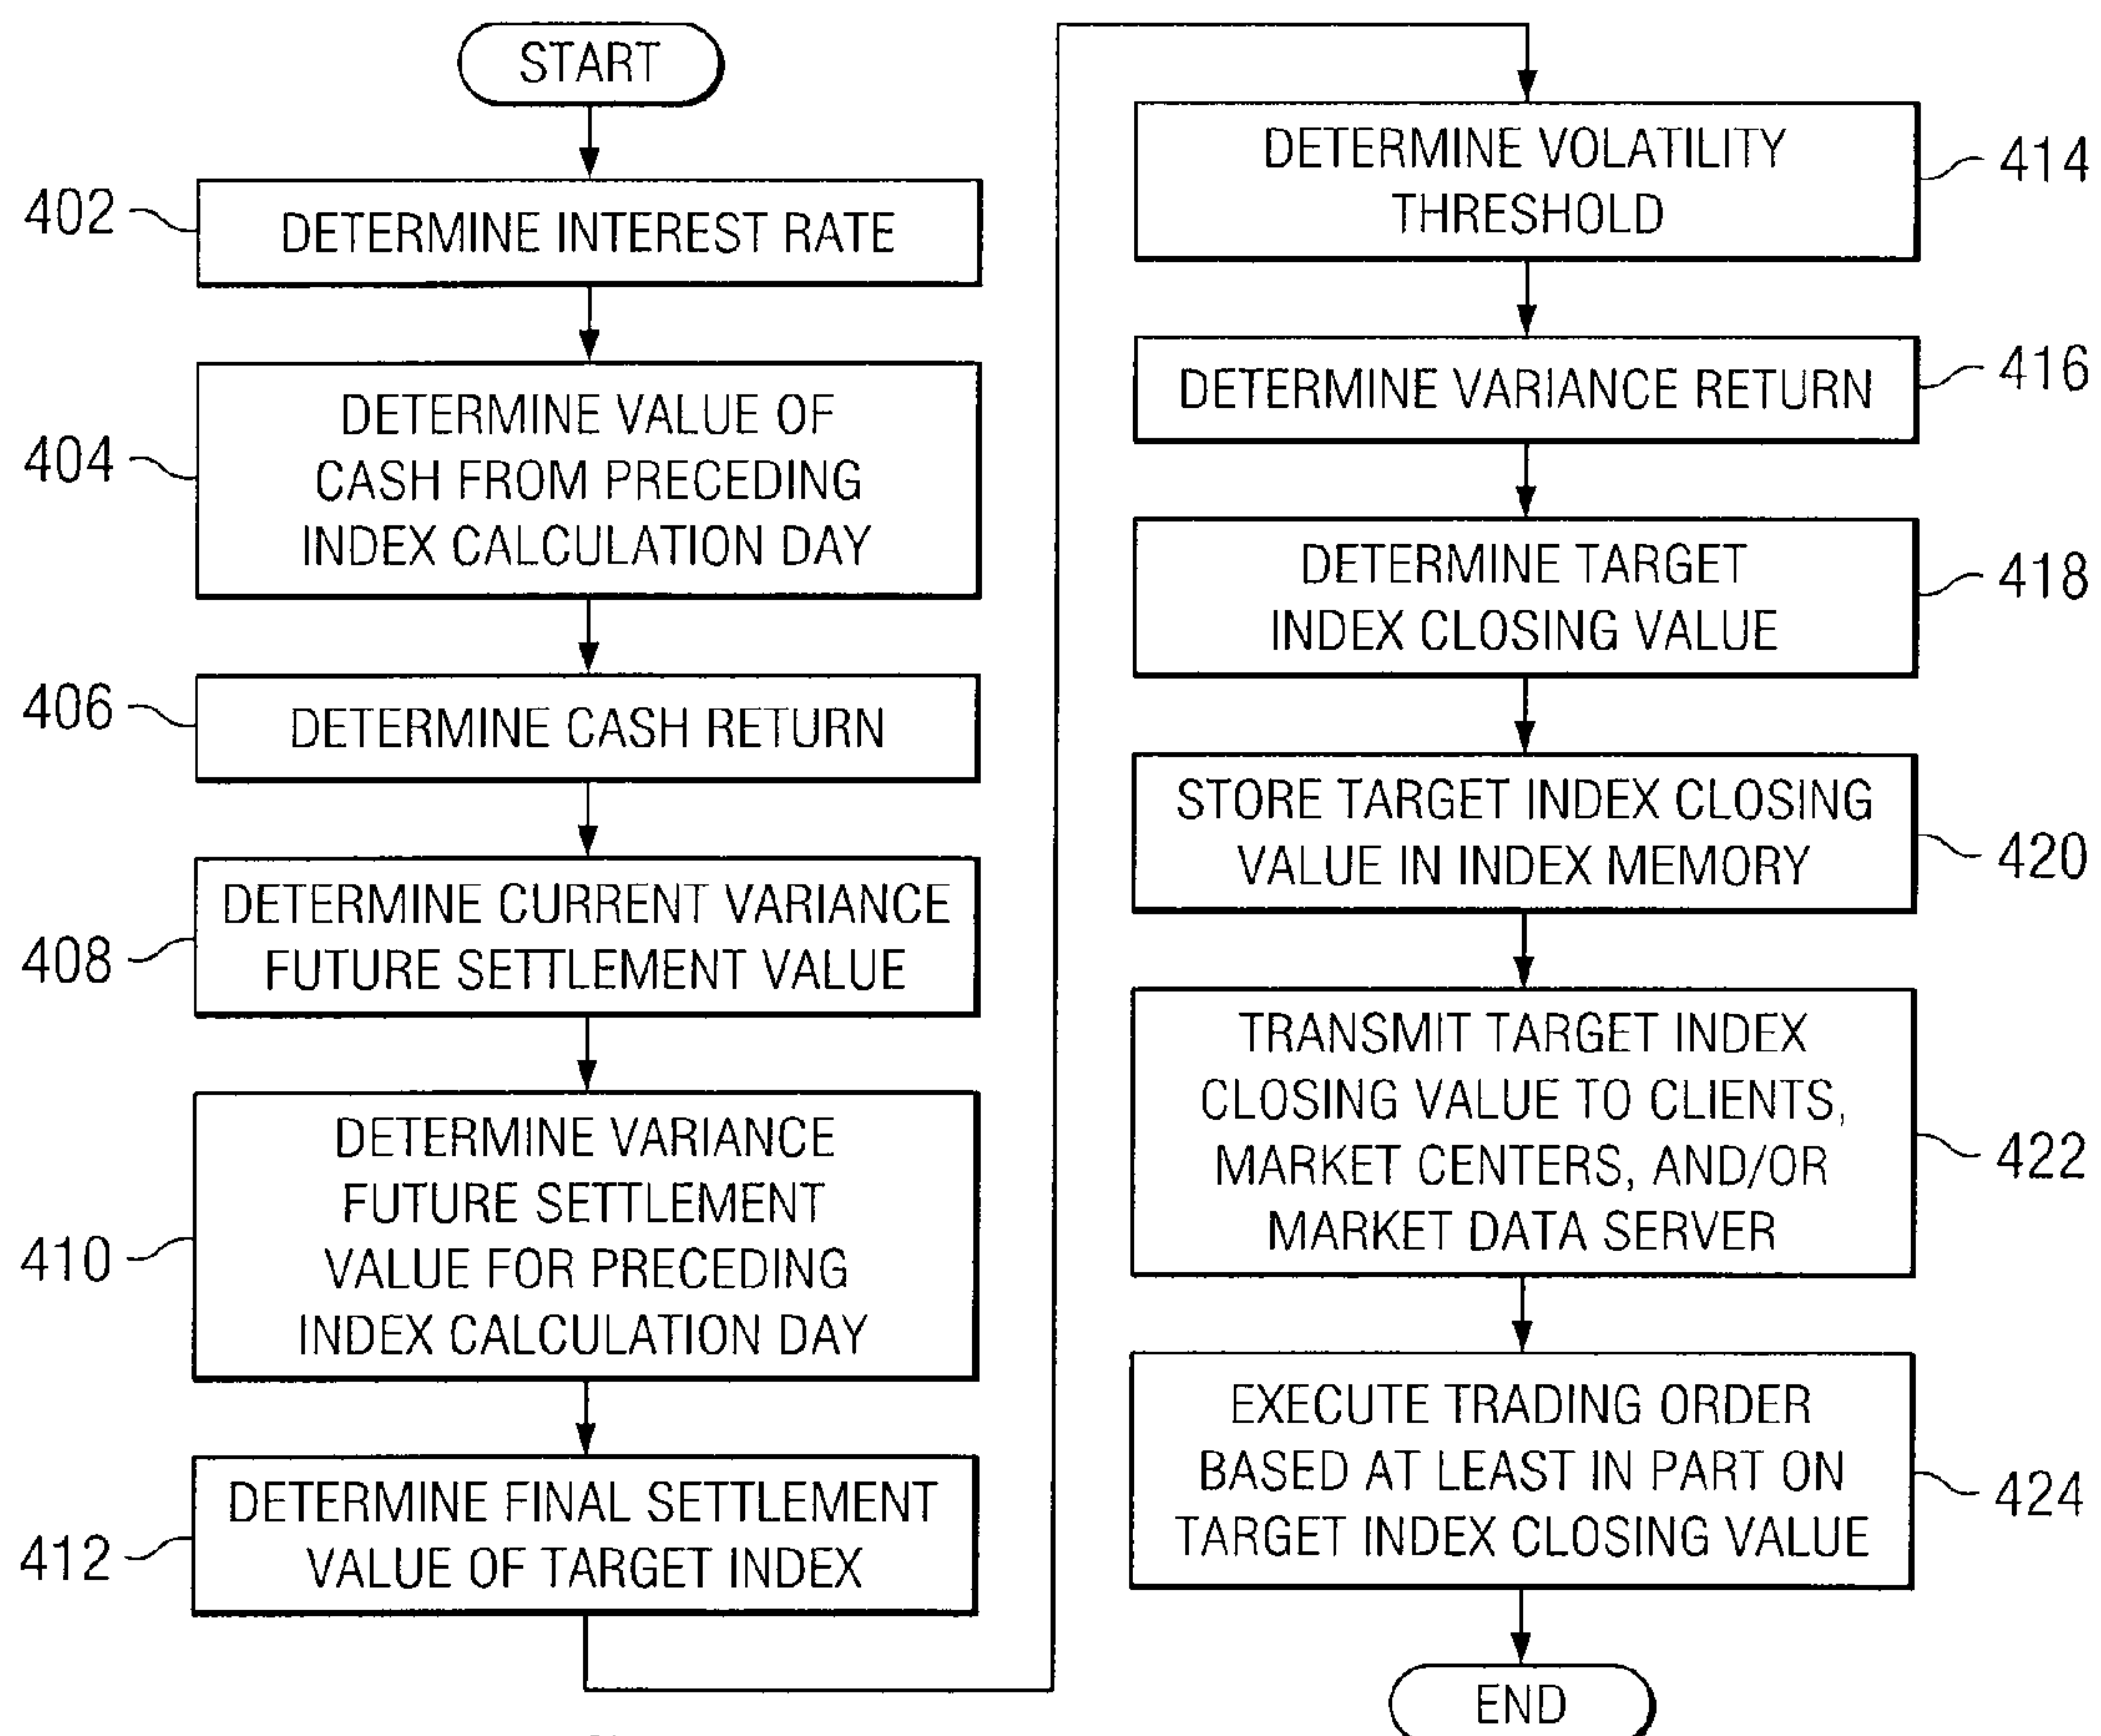 START
402
DETERMINE INTEREST RATE
404
DETERMINE VALUE OF
CASH FROM PRECEDING
INDEX CALCULATION DAY
406
DETERMINE CASH RETURN
408
DETERMINE CURRENT VARIANCE
FUTURE SETTLEMENT VALUE
410
DETERMINE VARIANCE
FUTURE SETTLEMENT
VALUE FOR PRECEDING
INDEX CALCULATION DAY
412
DETERMINE FINAL SETTLEMENT
VALUE OF TARGET INDEX
DETERMINE VOLATILITY
THRESHOLD
414
DETERMINE VARIANCE RETURN
416
DETERMINE TARGET
INDEX CLOSING VALUE
418
STORE TARGET INDEX CLOSING
VALUE IN INDEX MEMORY
420
TRANSMIT TARGET INDEX
CLOSING VALUE TO CLIENTS,
MARKET CENTERS, AND/OR
MARKET DATA SERVER
422
EXECUTE TRADING ORDER
BASED AT LEAST IN PART ON
TARGET INDEX CLOSING VALUE
424
END